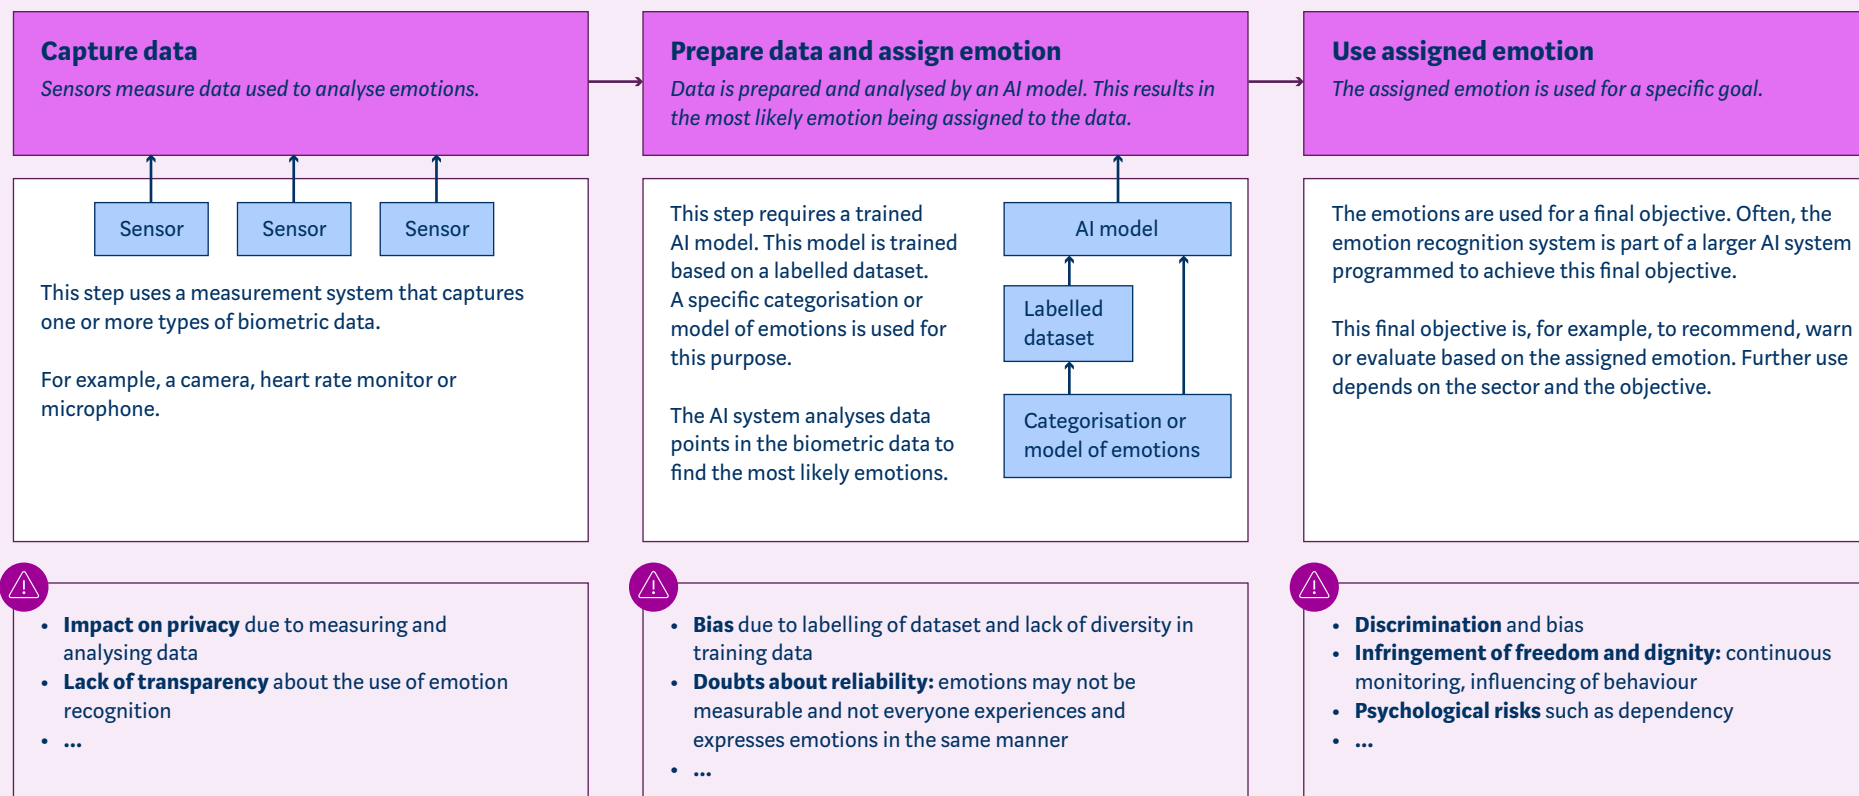 Capture data
Sensors measure data used to analyse emotions.
Sensor
Sensor
Sensor
This step uses a measurement system that captures
one or more types of biometric data.
For example, a camera, heart rate monitor or
microphone.
• Impact on privacy due to measuring and
analysing data
• Lack of transparency about the use of emotion
recognition
• ...
Prepare data and assign emotion
Data is prepared and analysed by an AI model. This results in
the most likely emotion being assigned to the data.
This step requires a trained
AI model. This model is trained
based on a labelled dataset.
A specific categorisation or
model of emotions is used for
this purpose.
The AI system analyses data
points in the biometric data to
find the most likely emotions.
AI model
Labelled
dataset
Categorisation or
model of emotions
• Bias due to labelling of dataset and lack of diversity in
training data
• Doubts about reliability: emotions may not be
measurable and not everyone experiences and
expresses emotions in the same manner
• ...
Use assigned emotion
The assigned emotion is used for a specific goal.
The emotions are used for a final objective. Often, the
emotion recognition system is part of a larger AI system
programmed to achieve this final objective.
This final objective is, for example, to recommend, warn
or evaluate based on the assigned emotion. Further use
depends on the sector and the objective.
• Discrimination and bias
• Infringement of freedom and dignity: continuous
monitoring, influencing of behaviour
• Psychological risks such as dependency
• ...